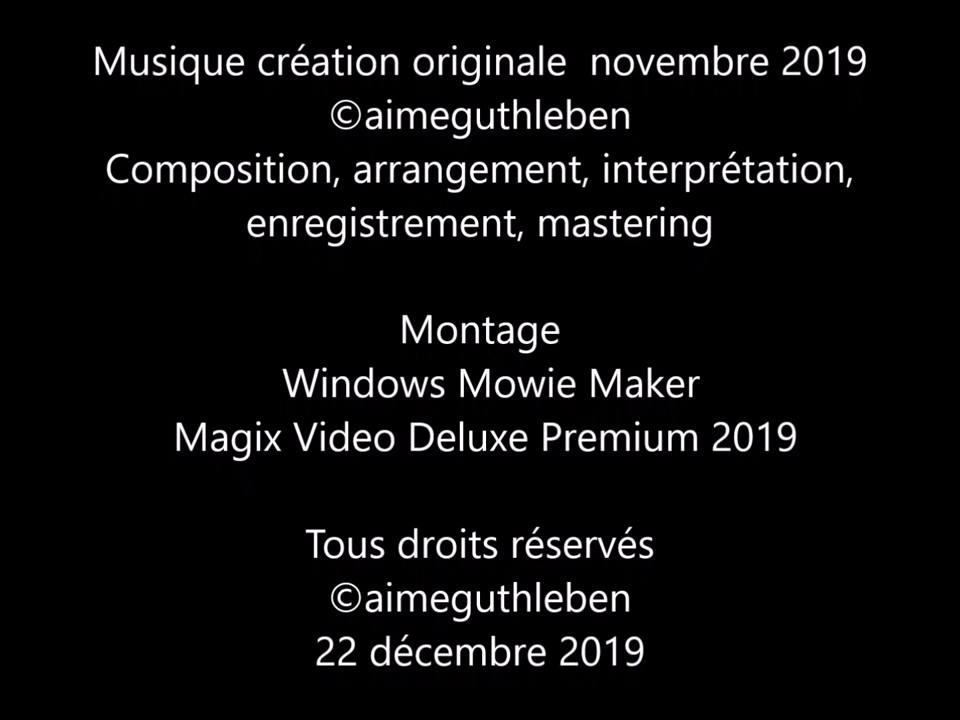 Musique création originale  novembre 2019
©aimeguthleben
Composition, arrangement, interprétation,
enregistrement, mastering
Montage
Windows Mowie Maker
Magix Video Deluxe Premium 2019
Tous droits réservés
©aimeguthleben
22 décembre 2019